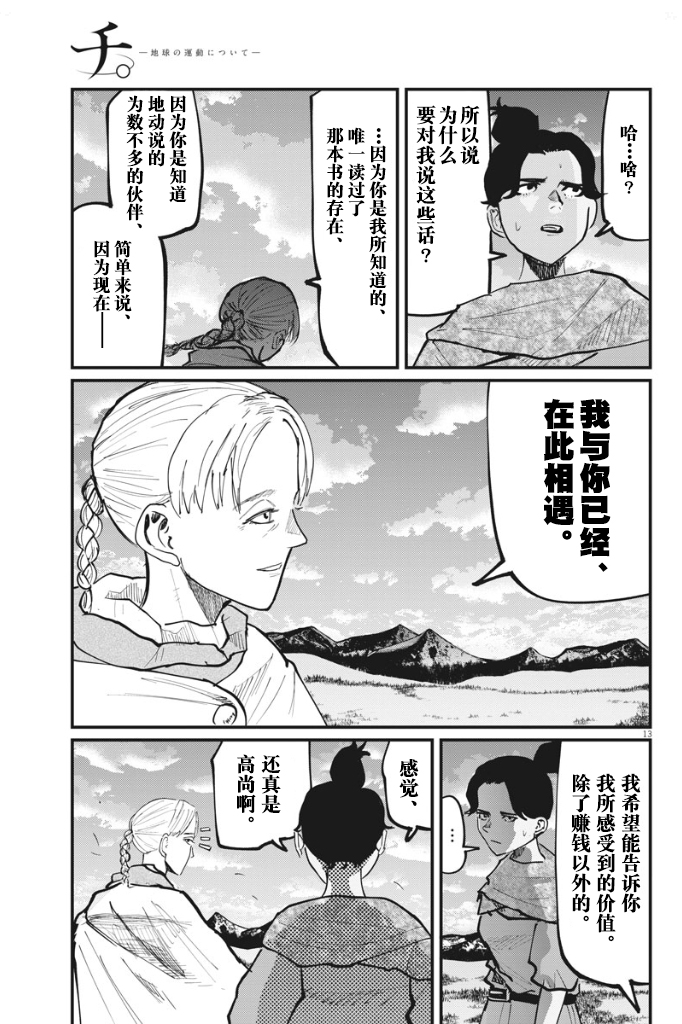 チ。
―地球の運動について―
哈…啥？
所以说
为什么
要对我说这些话？
…因为你是我所知道的、
唯一读过了
那本书的存在、
因为你是知道
地动说的
为数不多的伙伴、
简单来说、
因为现在——
我与你已经、
在此相遇。
13
我希望能告诉你
我所感受到的价值。
除了赚钱以外的。
…
感觉、
还真是
高尚啊。